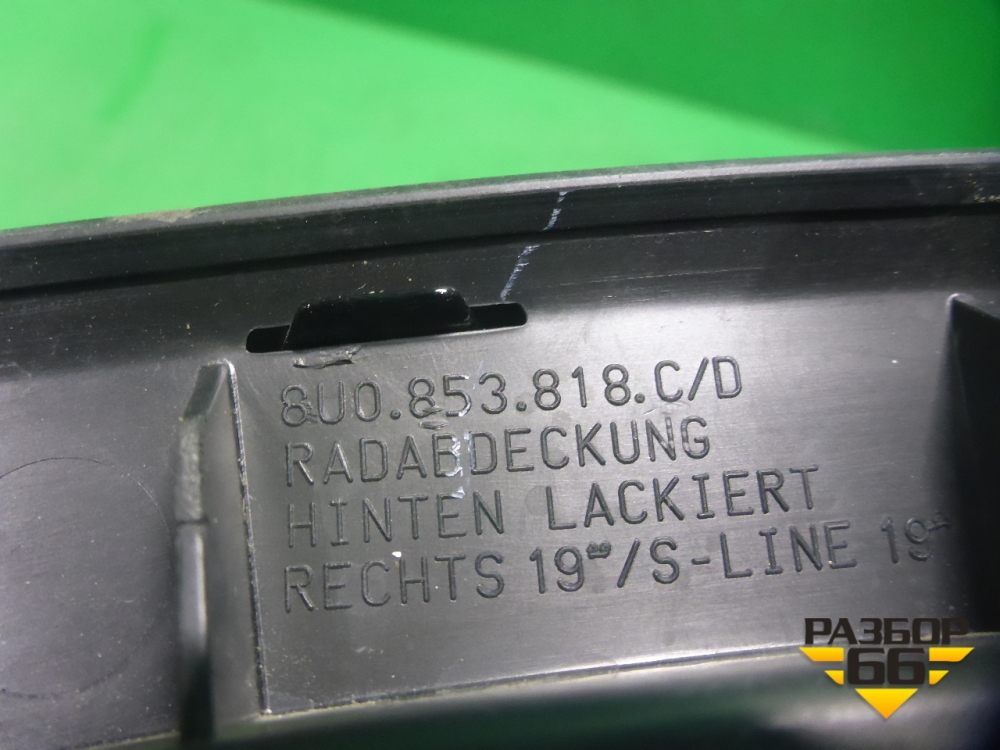 8U0.853.818.C/D
RADABDECKUNG
HINTEN LACKIERT
RECHTS 19"/S-LINE 19"
РАЗБОР
66